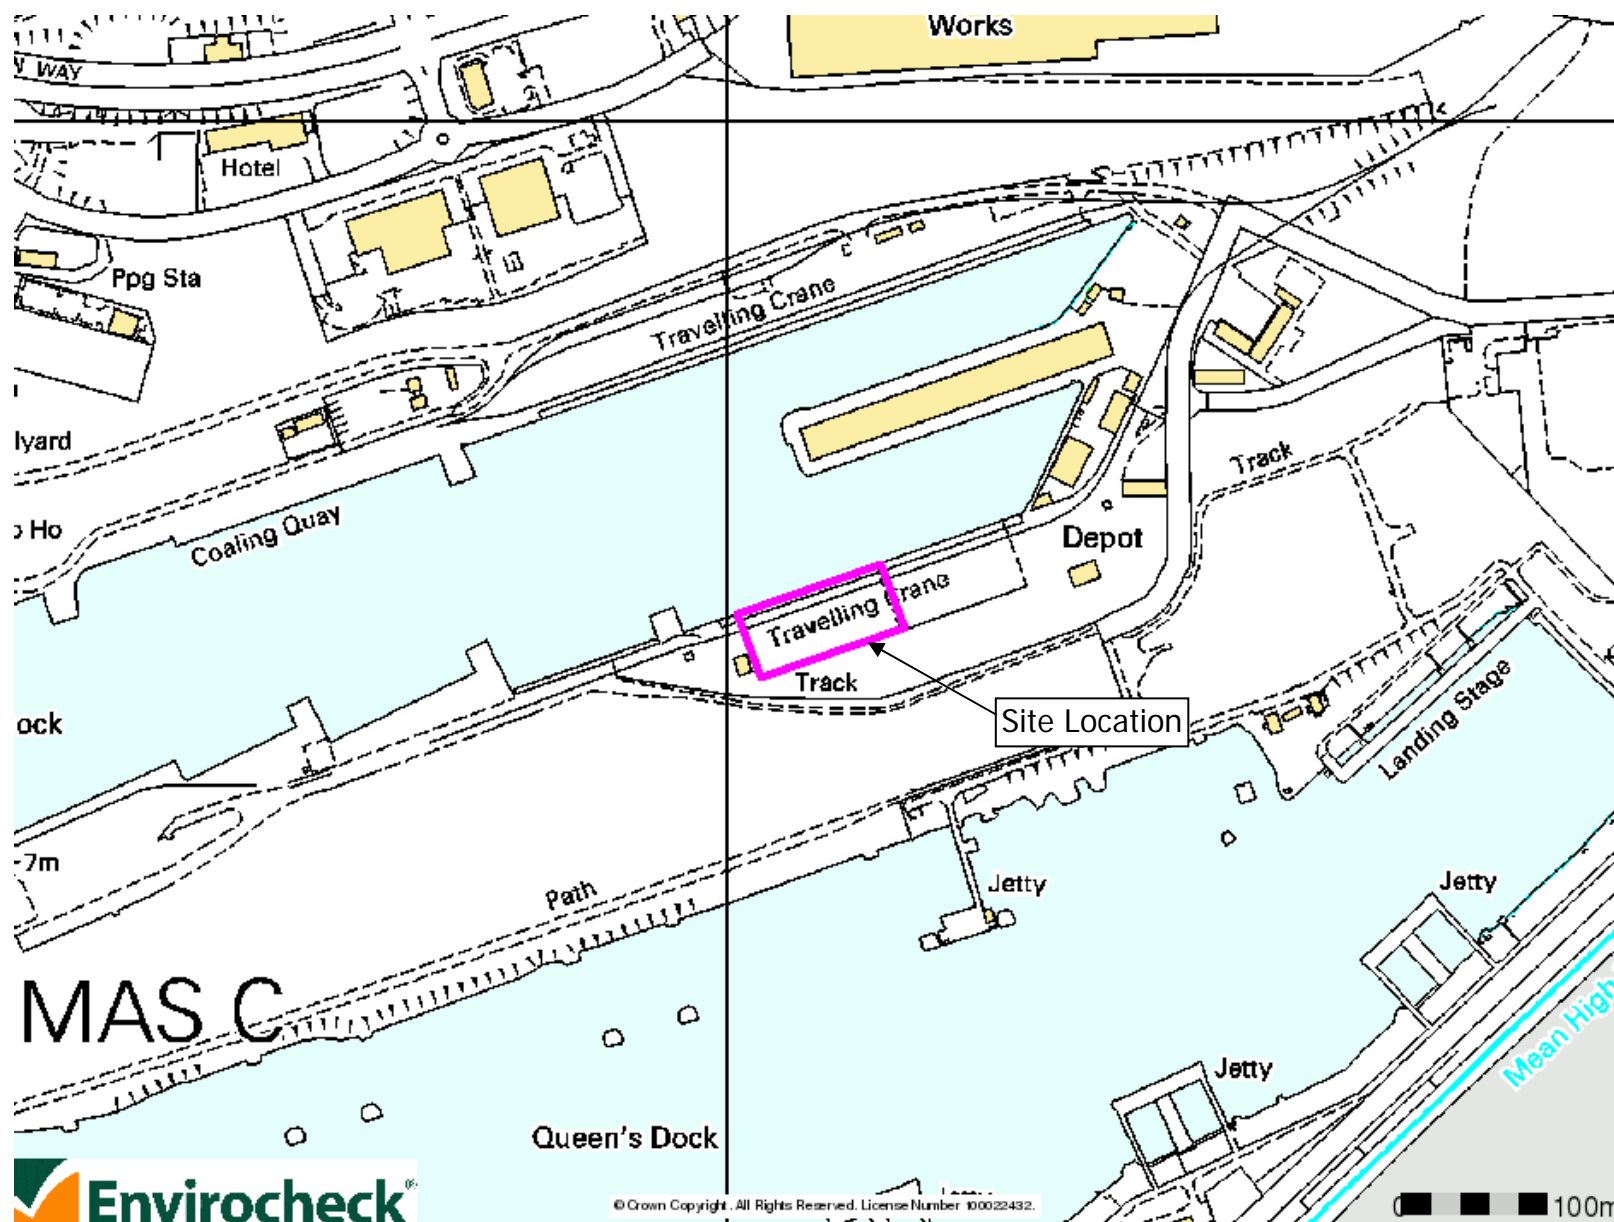 Works
N WAY
Hotel
Ppg Sta
Travelling Crane
lyard
Track
Ho
Coaling Quay
Depot
Travelling Crane
Track
Site Location
Landing Stage
ock
7m
Path
Jetty
Jetty
MAS C
Mean High
Jetty
Queen's Dock
Envirocheck®
© Crown Copyright. All Rights Reserved. License Number 100022432.
0 100m